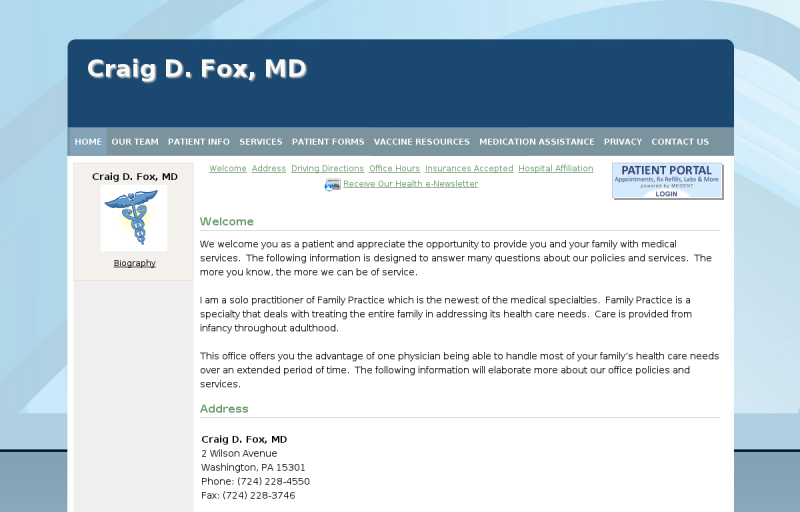 Craig D. Fox, MD
HOME OUR TEAM PATIENT INFO SERVICES PATIENT FORMS VACCINE RESOURCES MEDICATION ASSISTANCE PRIVACY CONTACT US
Craig D. Fox, MD
Biography
Welcome Address Driving Directions Office Hours Insurances Accepted Hospital Affiliation
Receive Our Health e-Newsletter
PATIENT PORTAL
Appointments, Rx Refills, Labs & More
powered by MEDENT
LOGIN
Welcome
We welcome you as a patient and appreciate the opportunity to provide you and your family with medical
services. The following information is designed to answer many questions about our policies and services. The
more you know, the more we can be of service.
I am a solo practitioner of Family Practice which is the newest of the medical specialties. Family Practice is a
specialty that deals with treating the entire family in addressing its health care needs. Care is provided from
infancy throughout adulthood.
This office offers you the advantage of one physician being able to handle most of your family's health care needs
over an extended period of time. The following information will elaborate more about our office policies and
services.
Address
Craig D. Fox, MD
2 Wilson Avenue
Washington, PA 15301
Phone: (724) 228-4550
Fax: (724) 228-3746